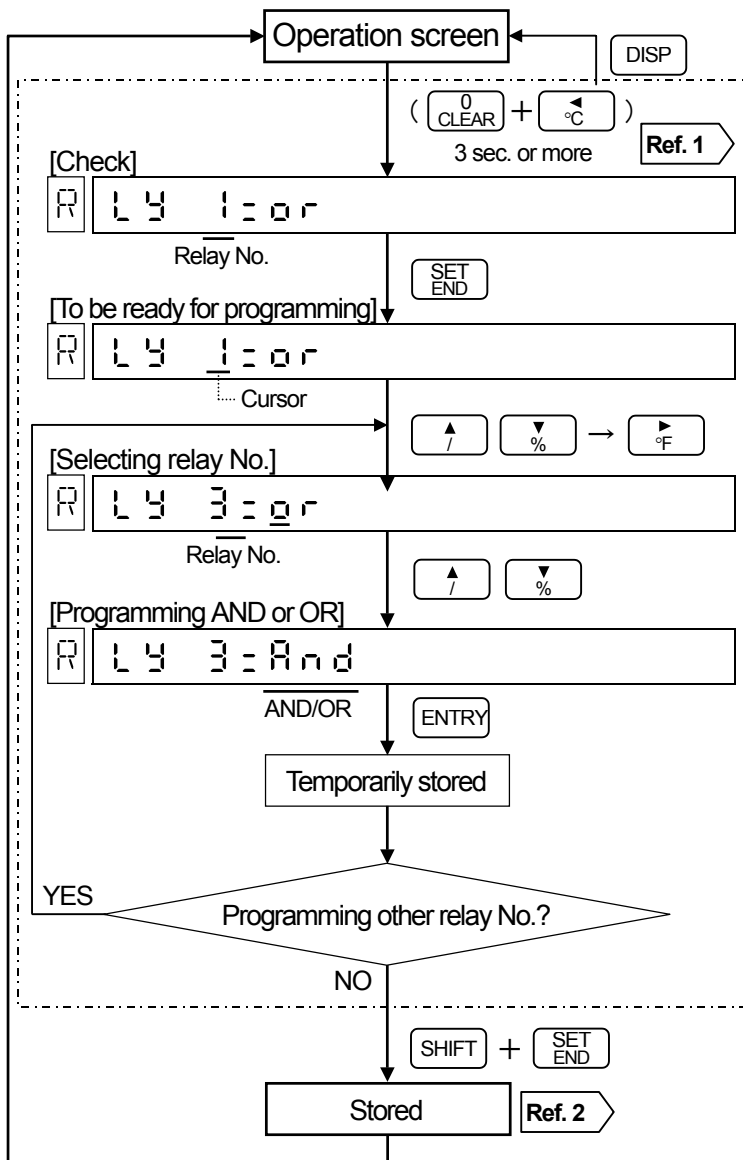 Operation screen
DISP
( 0 CLEAR + ◄ °C )
3 sec. or more
Ref. 1
[Check]
R LY 1=or
Relay No.
SET END
[To be ready for programming]
R LY 1=or
Cursor
▲ / ▼ % → ► °F
[Selecting relay No.]
R LY 3=or
Relay No.
▲ / ▼ %
[Programming AND or OR]
R LY 3=And
AND/OR
ENTRY
Temporarily stored
YES
Programming other relay No.?
NO
SHIFT + SET END
Stored
Ref. 2